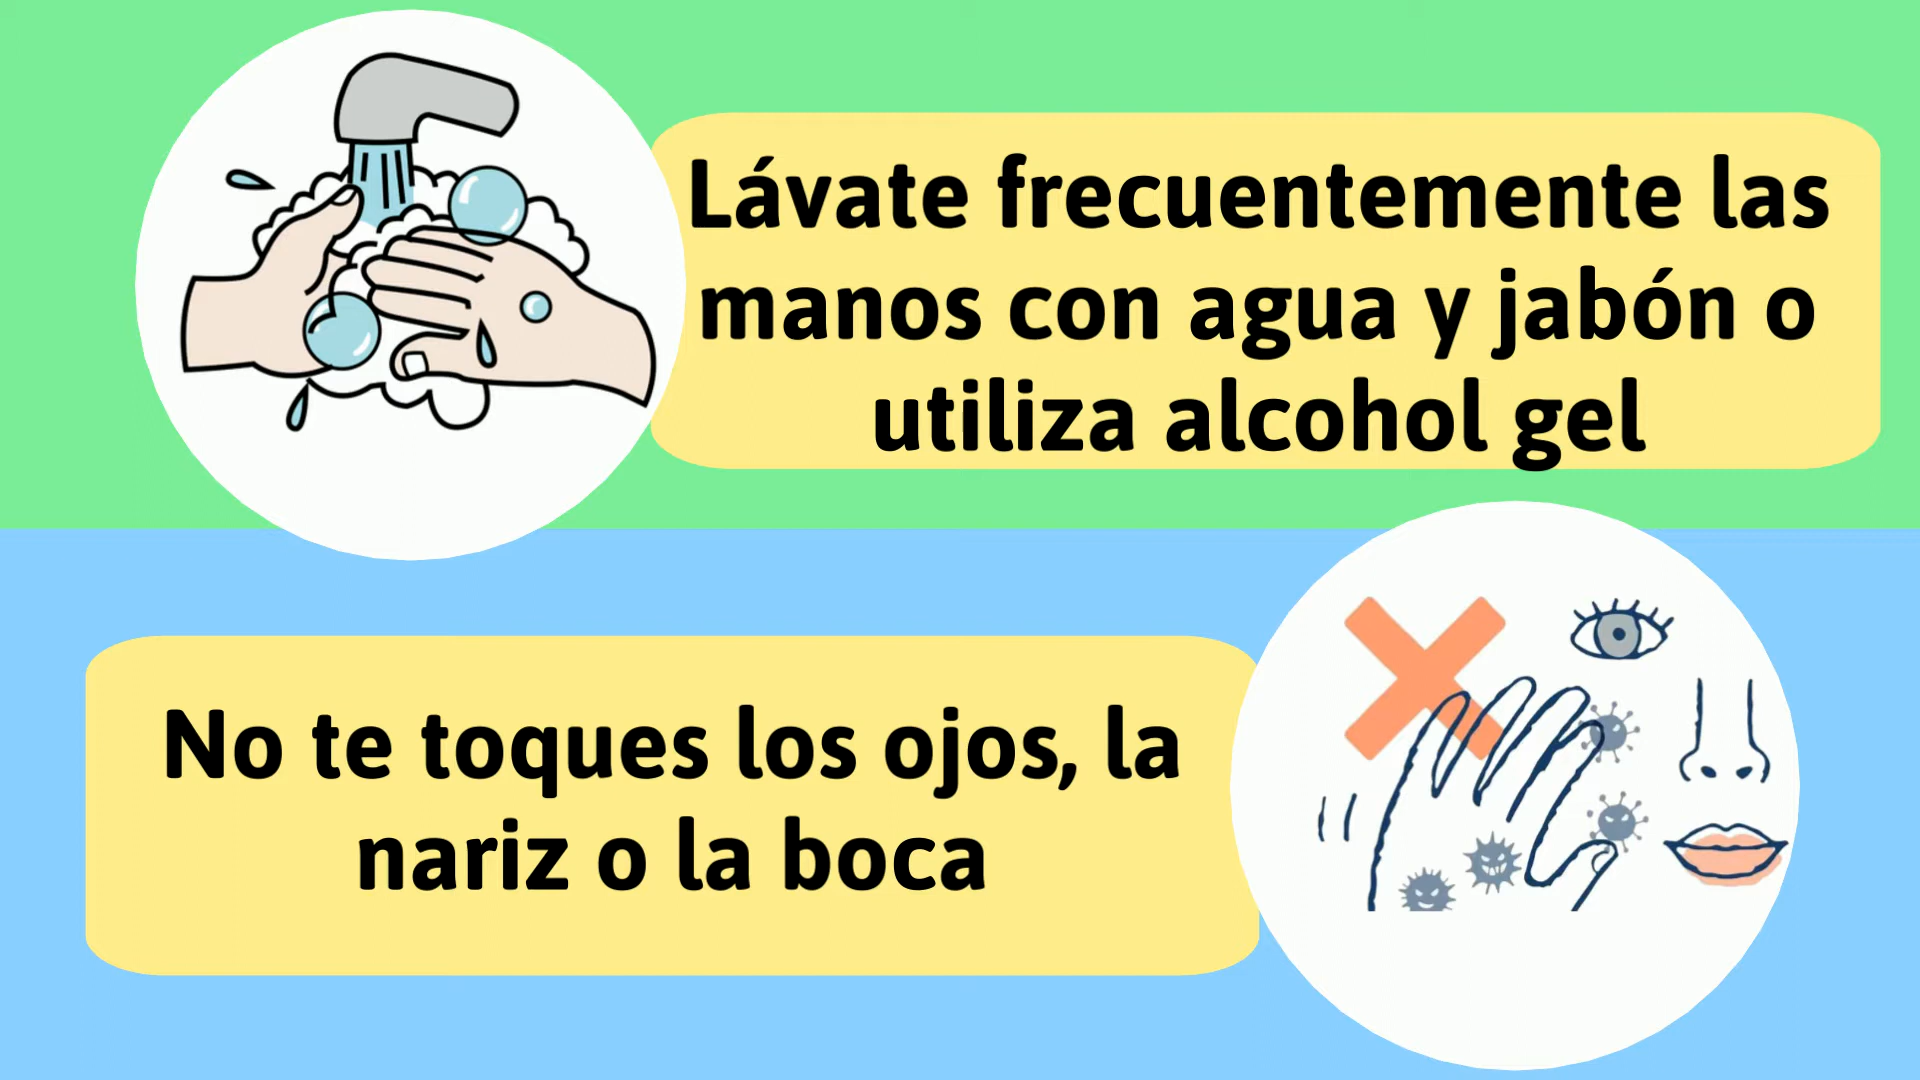 Lávate frecuentemente las
manos con agua y jabón o
utiliza alcohol gel
No te toques los ojos, la
nariz o la boca